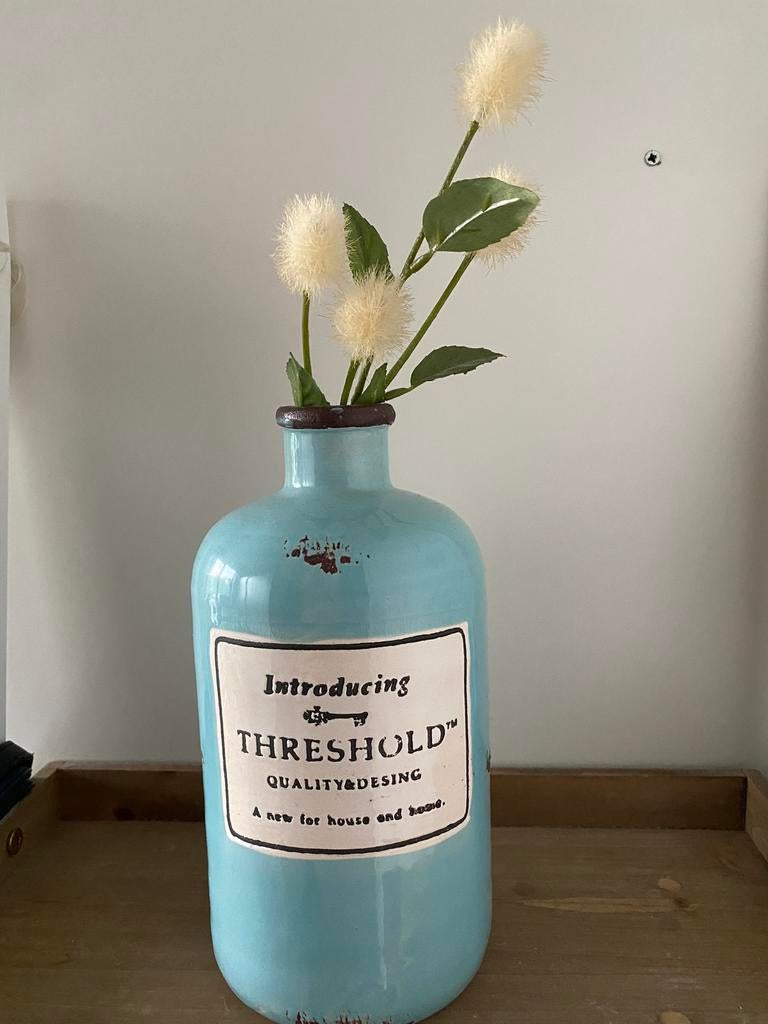 Introducing
THRESHOLD™
QUALITY&DESING
A new for house and home.